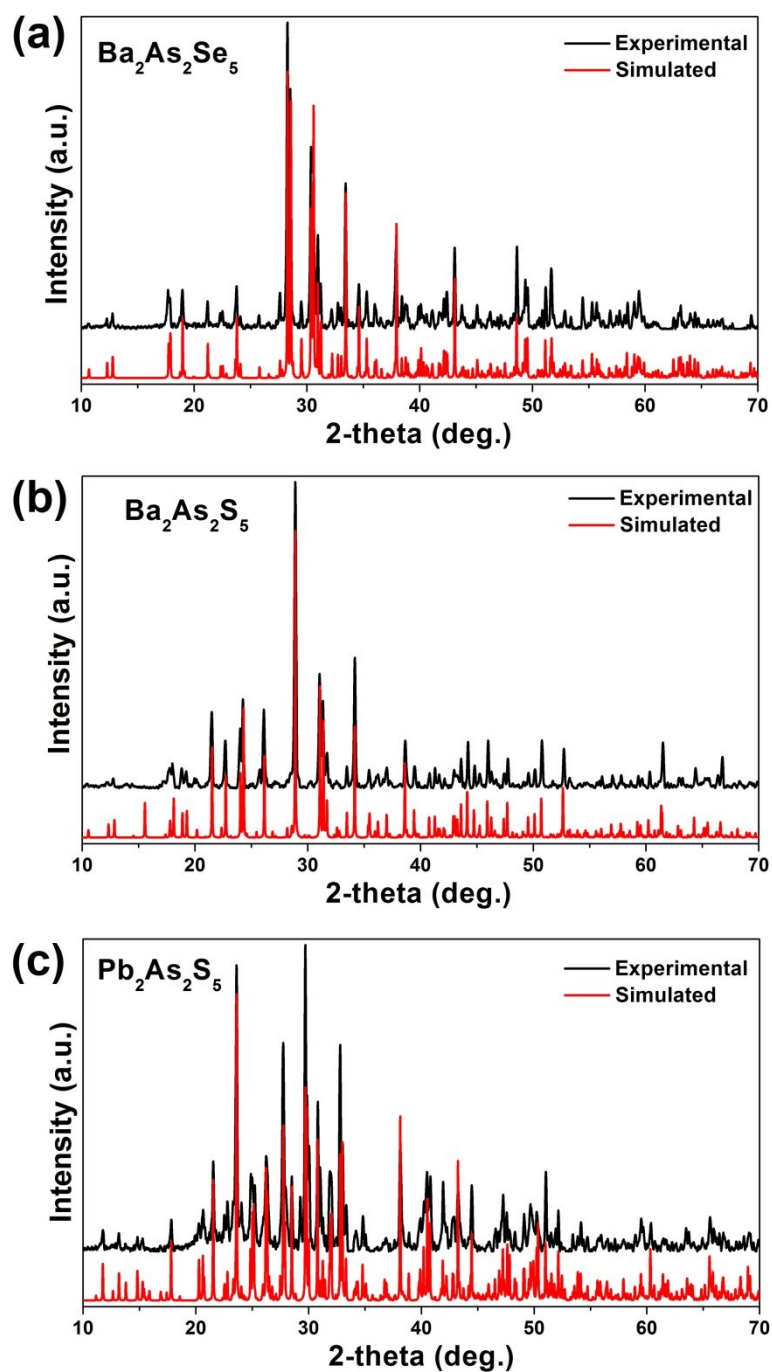 (a)
Ba₂As₂Se₅
Experimental
Simulated
Intensity (a.u.)
10 20 30 40 50 60 70
2-theta (deg.)
(b)
Ba₂As₂S₅
Experimental
Simulated
Intensity (a.u.)
10 20 30 40 50 60 70
2-theta (deg.)
(c)
Pb₂As₂S₅
Experimental
Simulated
Intensity (a.u.)
10 20 30 40 50 60 70
2-theta (deg.)